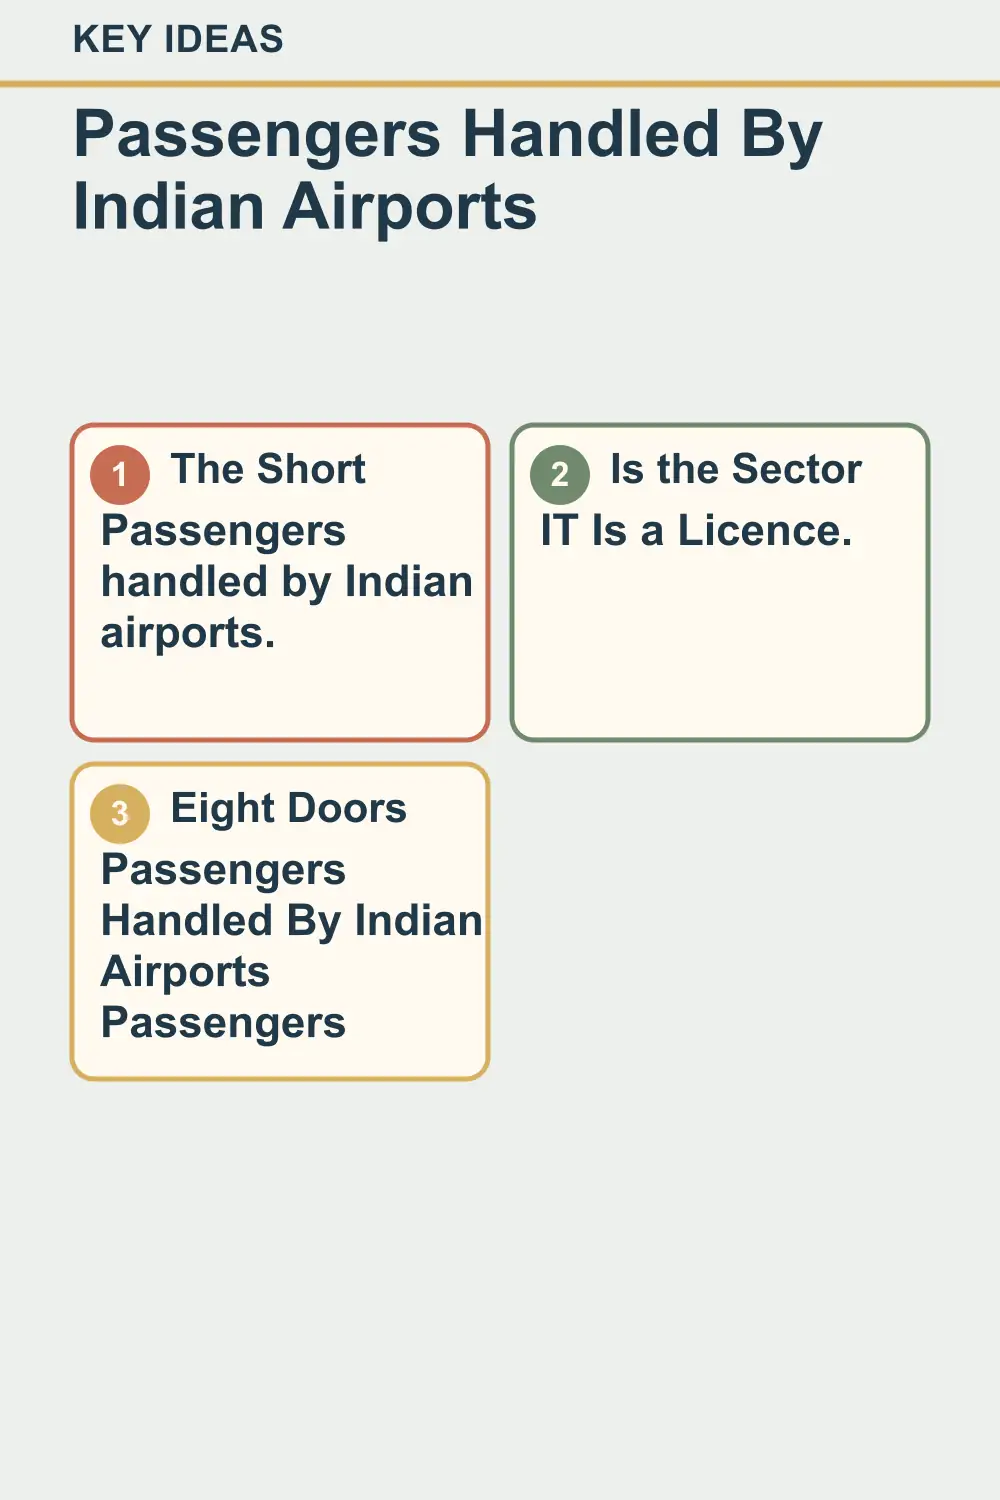 KEY IDEAS
Passengers Handled By
Indian Airports
1 The Short
Passengers
handled by Indian
airports.
2 Is the Sector
IT Is a Licence.
3 Eight Doors
Passengers
Handled By Indian
Airports
Passengers